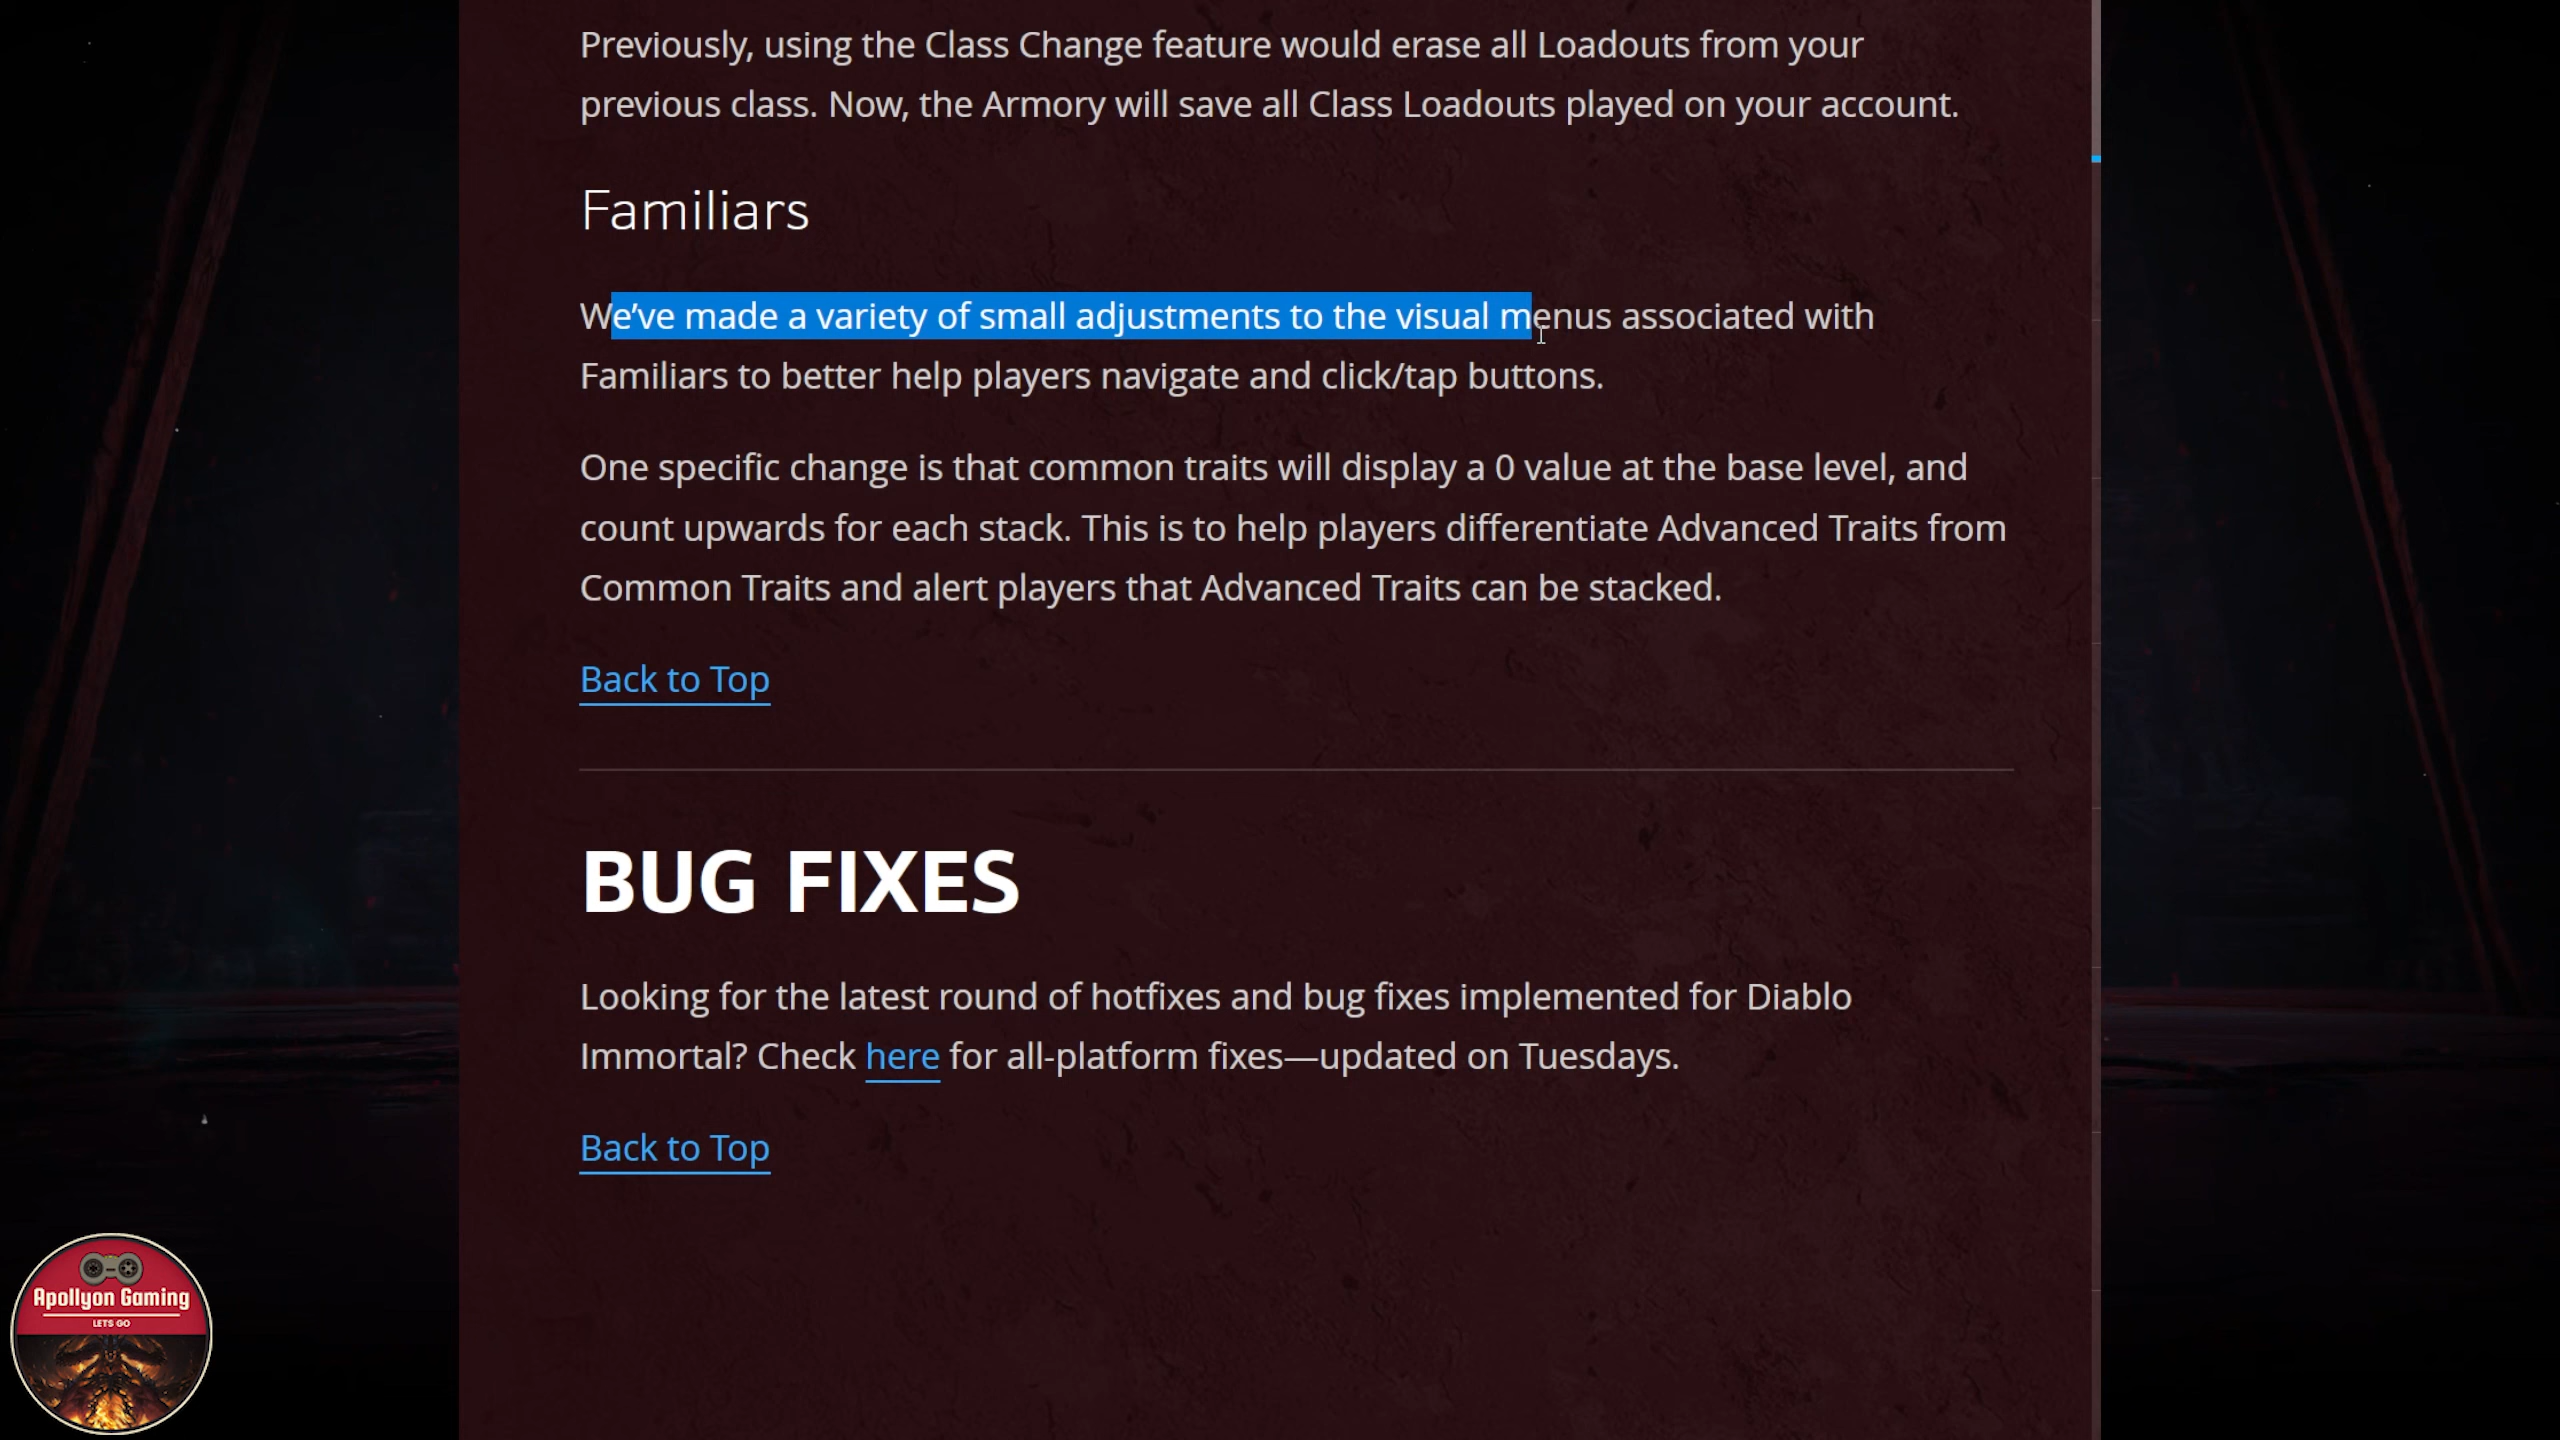 Previously, using the Class Change feature would erase all Loadouts from your
previous class. Now, the Armory will save all Class Loadouts played on your account.
Familiars
We've made a variety of small adjustments to the visual menus associated with
Familiars to better help players navigate and click/tap buttons.
One specific change is that common traits will display a 0 value at the base level, and
count upwards for each stack. This is to help players differentiate Advanced Traits from
Common Traits and alert players that Advanced Traits can be stacked.
Back to Top
BUG FIXES
Looking for the latest round of hotfixes and bug fixes implemented for Diablo
Immortal? Check here for all-platform fixes—updated on Tuesdays.
Back to Top
Apollyon Gaming
LETS GO